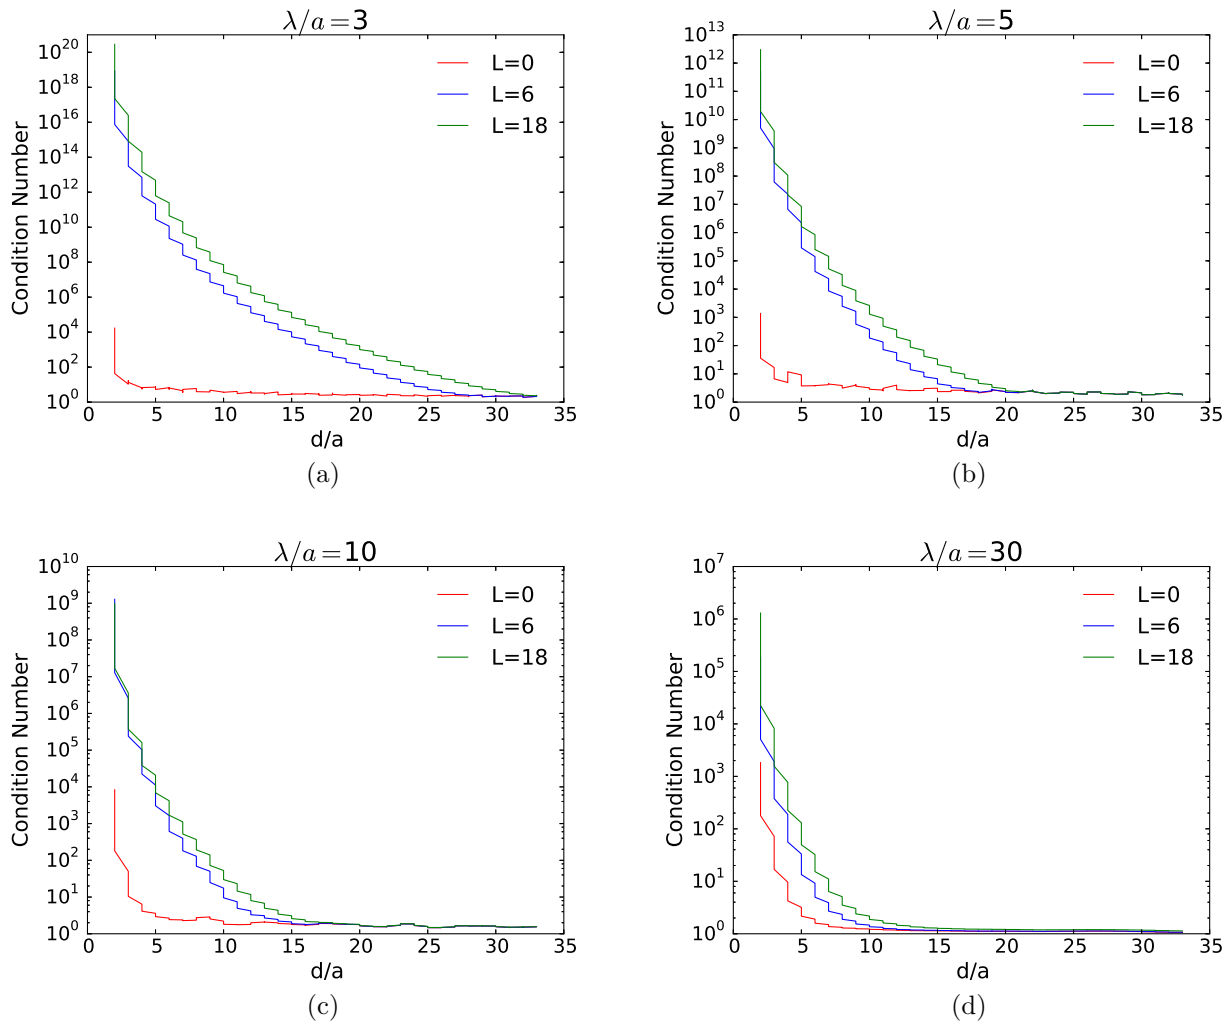 λ/a=3
10^20
10^18
10^16
10^14
10^12
10^10
10^8
10^6
10^4
10^2
10^0
Condition Number
L=0
L=6
L=18
0 5 10 15 20 25 30 35
d/a
(a)
λ/a=5
10^13
10^12
10^11
10^10
10^9
10^8
10^7
10^6
10^5
10^4
10^3
10^2
10^1
10^0
Condition Number
L=0
L=6
L=18
0 5 10 15 20 25 30 35
d/a
(b)
λ/a=10
10^10
10^9
10^8
10^7
10^6
10^5
10^4
10^3
10^2
10^1
10^0
Condition Number
L=0
L=6
L=18
0 5 10 15 20 25 30 35
d/a
(c)
λ/a=30
10^7
10^6
10^5
10^4
10^3
10^2
10^1
10^0
Condition Number
L=0
L=6
L=18
0 5 10 15 20 25 30 35
d/a
(d)